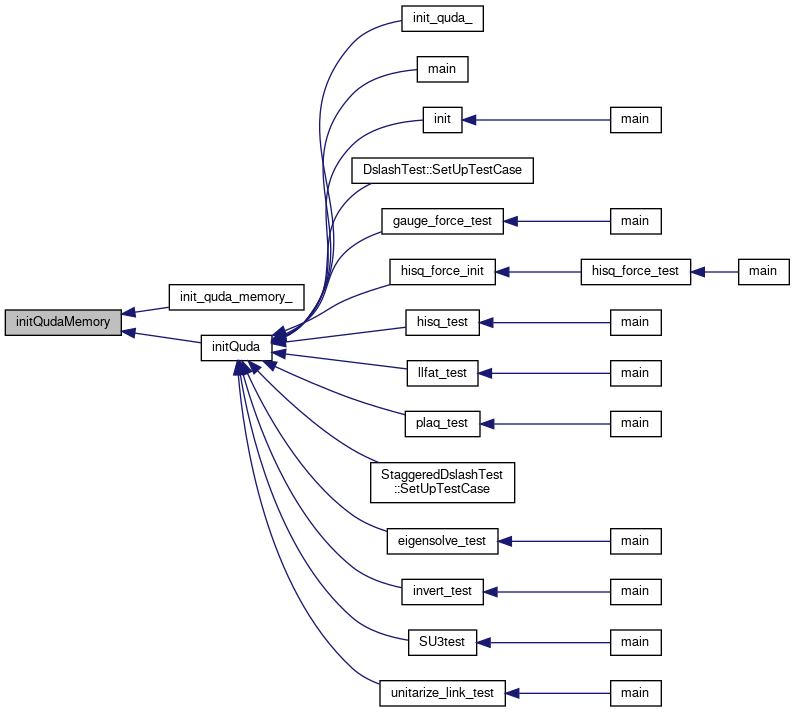 init_quda_
main
init
main
DslashTest::SetUpTestCase
gauge_force_test
main
hisq_force_init
hisq_force_test
main
init_quda_memory_
initQudaMemory
hisq_test
main
initQuda
llfat_test
main
plaq_test
main
StaggeredDslashTest
::SetUpTestCase
eigensolve_test
main
invert_test
main
SU3test
main
unitarize_link_test
main